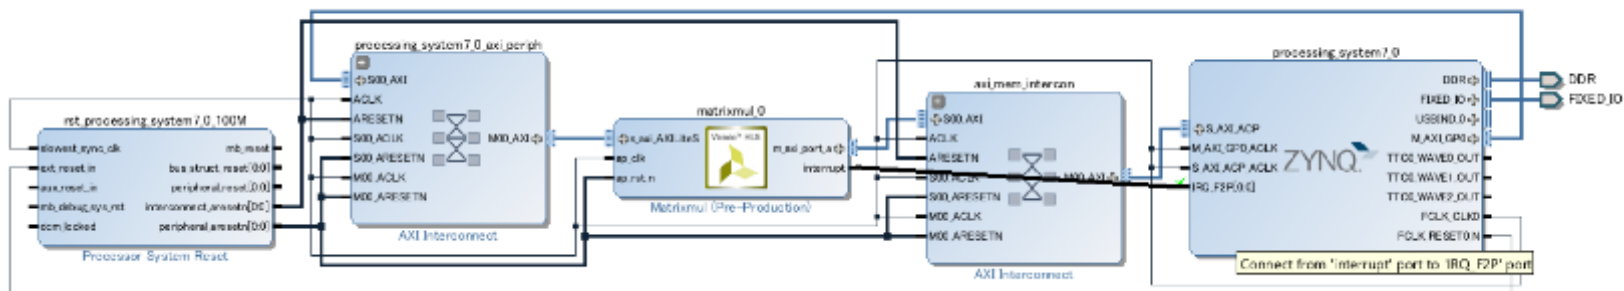 rst_processing_system7_0_100M
slowest_sync_clk
ext_reset_in
aux_reset_in
mb_debug_sys_rst
dcm_locked
mb_reset
bus_struct_reset[0:0]
peripheral_reset[0:0]
interconnect_aresetn[0:0]
peripheral_aresetn[0:0]
Processor System Reset
processing_system7_0_axi_periph
S00_AXI
ACLK
ARESETN
S00_ACLK
S00_ARESETN
M00_ACLK
M00_ARESETN
M00_AXI
AXI Interconnect
matrixmul_0
s_axi_AXILiteS
ap_clk
ap_rst_n
m_axi_port_a
interrupt
Vivado™ HLS
Matrixmul (Pre-Production)
axi_mem_intercon
S00_AXI
ACLK
ARESETN
S00_ACLK
S00_ARESETN
M00_ACLK
M00_ARESETN
M00_AXI
AXI Interconnect
processing_system7_0
S_AXI_ACP
M_AXI_GP0_ACLK
S_AXI_ACP_ACLK
IRQ_F2P[0:0]
ZYNQ
DDR
FIXED_IO
USBIND_0
M_AXI_GP0
TTC0_WAVE0_OUT
TTC0_WAVE1_OUT
TTC0_WAVE2_OUT
FCLK_CLK0
FCLK_RESET0_N
DDR
FIXED_IO
Connect from 'interrupt' port to 'IRQ_F2P' port